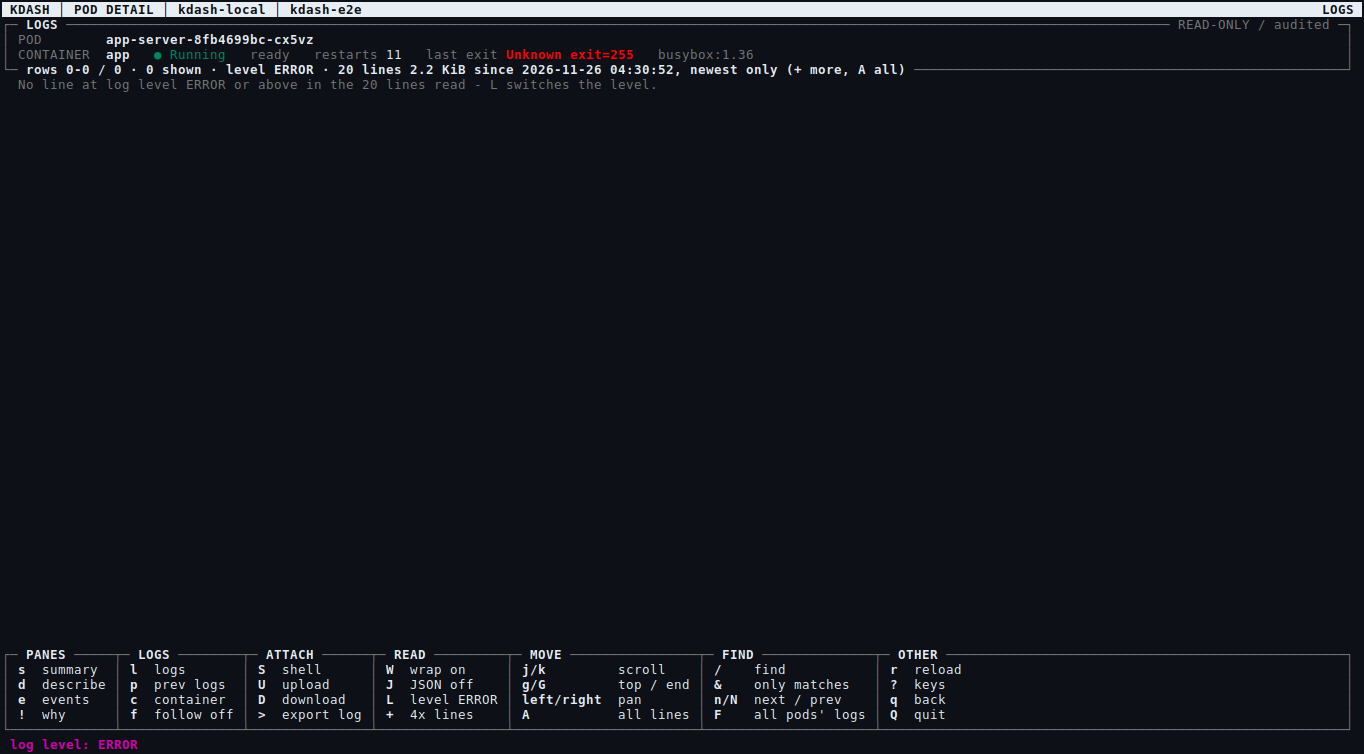 KDASH │ POD DETAIL │ kdash-local │ kdash-e2e LOGS
LOGS READ-ONLY / audited
POD app-server-8fb4699bc-cx5vz
CONTAINER app ● Running ready restarts 11 last exit Unknown exit=255 busybox:1.36
rows 0-0 / 0 · 0 shown · level ERROR · 20 lines 2.2 KiB since 2026-11-26 04:30:52, newest only (+ more, A all)
No line at log level ERROR or above in the 20 lines read - L switches the level.
PANES LOGS ATTACH READ MOVE FIND OTHER
s summary l logs S shell W wrap on j/k scroll / find r reload
d describe p prev logs U upload J JSON off g/G top / end & only matches ? keys
e events c container D download L level ERROR left/right pan n/N next / prev q back
! why f follow off > export log + 4x lines A all lines F all pods' logs Q quit
log level: ERROR